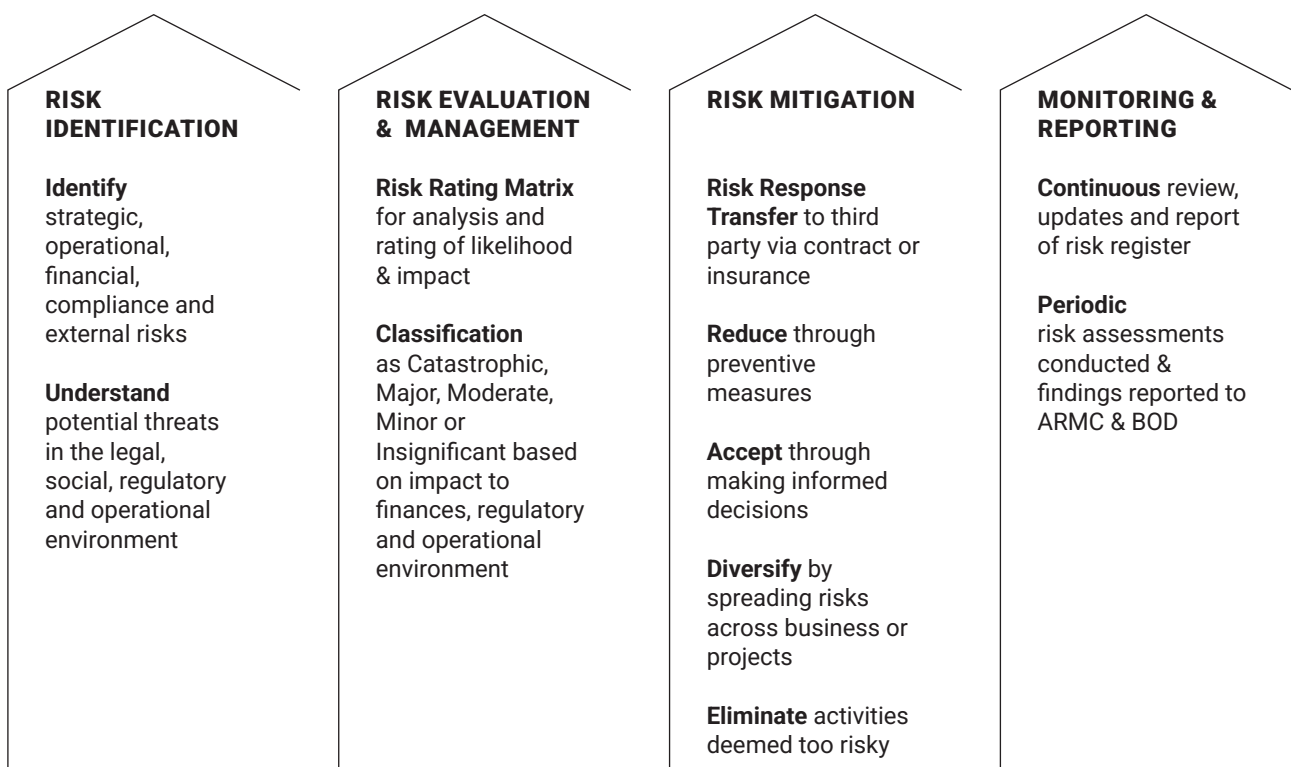 RISK
IDENTIFICATION
Identify
strategic,
operational,
financial,
compliance and
external risks
Understand
potential threats
in the legal,
social, regulatory
and operational
environment
RISK EVALUATION
& MANAGEMENT
Risk Rating Matrix
for analysis and
rating of likelihood
& impact
Classification
as Catastrophic,
Major, Moderate,
Minor or
Insignificant based
on impact to
finances, regulatory
and operational
environment
RISK MITIGATION
Risk Response
Transfer to third
party via contract or
insurance
Reduce through
preventive
measures
Accept through
making informed
decisions
Diversify by
spreading risks
across business or
projects
Eliminate activities
deemed too risky
MONITORING &
REPORTING
Continuous review,
updates and report
of risk register
Periodic
risk assessments
conducted &
findings reported to
ARMC & BOD